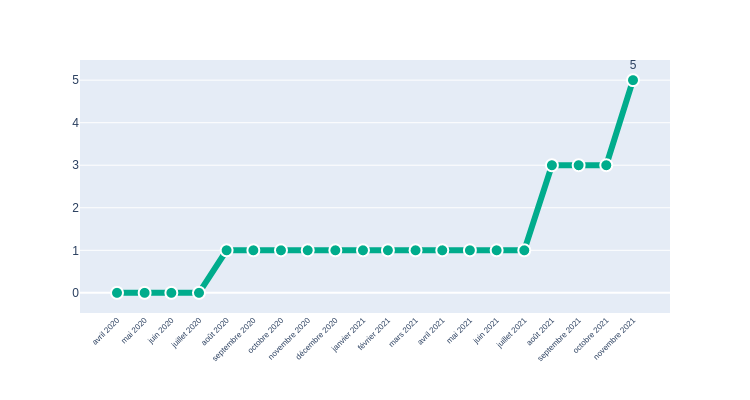 5
5
4
3
2
1
0
avril 2020
mai 2020
juin 2020
juillet 2020
août 2020
septembre 2020
octobre 2020
novembre 2020
décembre 2020
janvier 2021
février 2021
mars 2021
avril 2021
mai 2021
juin 2021
juillet 2021
août 2021
septembre 2021
octobre 2021
novembre 2021